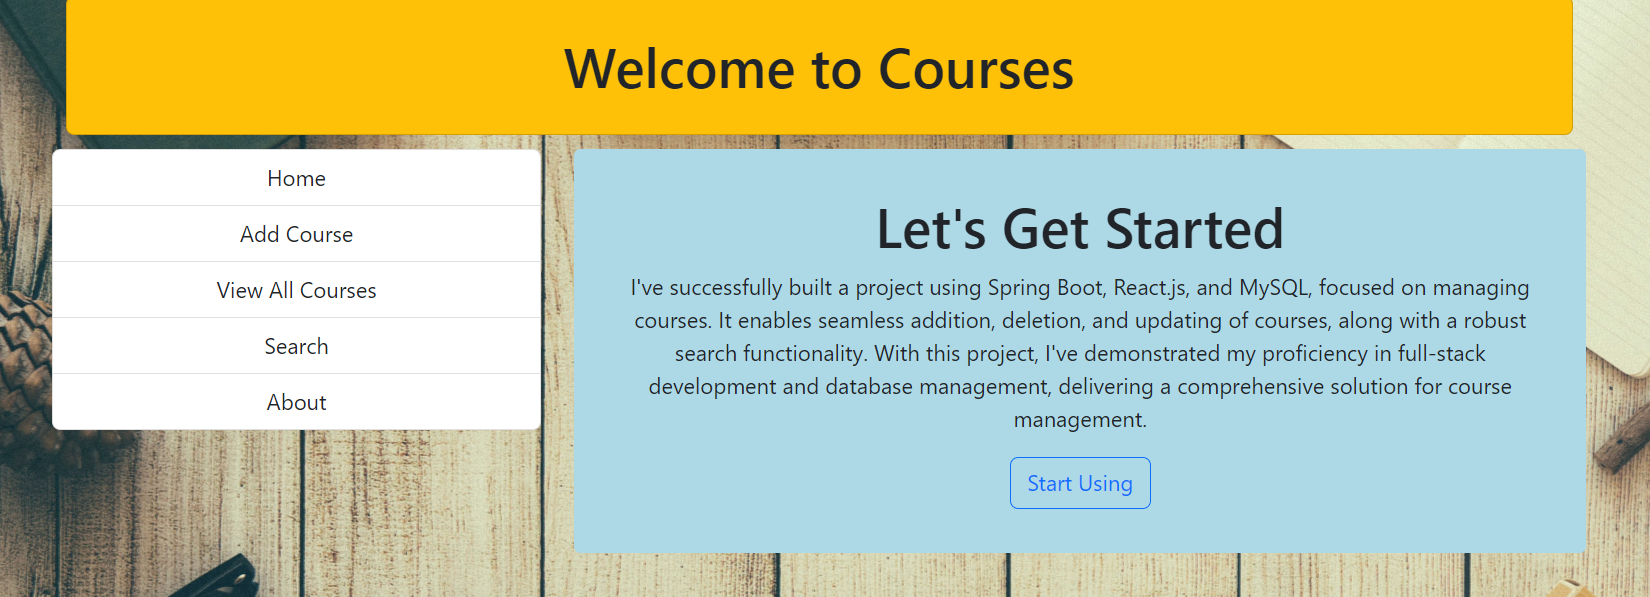 Welcome to Courses
Home
Add Course
View All Courses
Search
About
Let's Get Started
I've successfully built a project using Spring Boot, React.js, and MySQL, focused on managing
courses. It enables seamless addition, deletion, and updating of courses, along with a robust
search functionality. With this project, I've demonstrated my proficiency in full-stack
development and database management, delivering a comprehensive solution for course
management.
Start Using